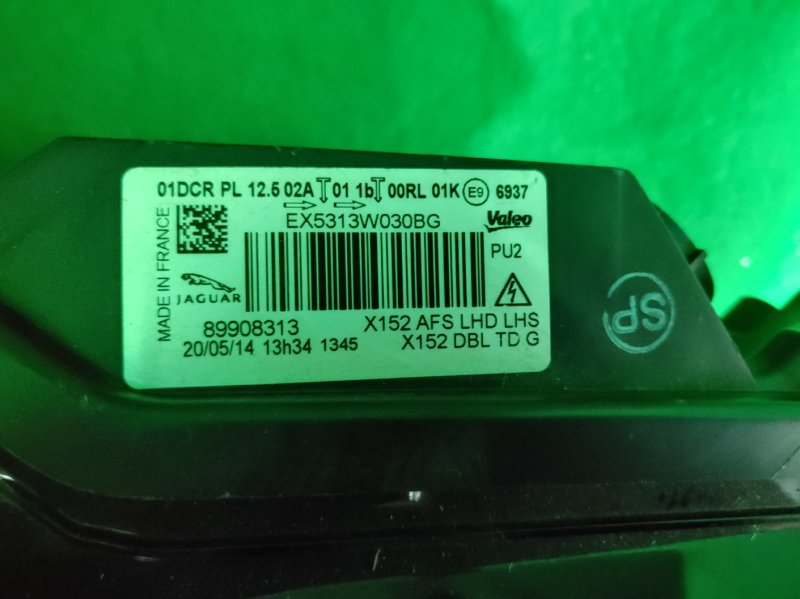 01DCR PL 12.5 02A 01 1b 00RL 01K E9 6937
EX5313W030BG
Valeo
PU2
MADE IN FRANCE
JAGUAR
89908313
X152 AFS LHD LHS
20/05/14 13h34 1345
X152 DBL TD G
SP